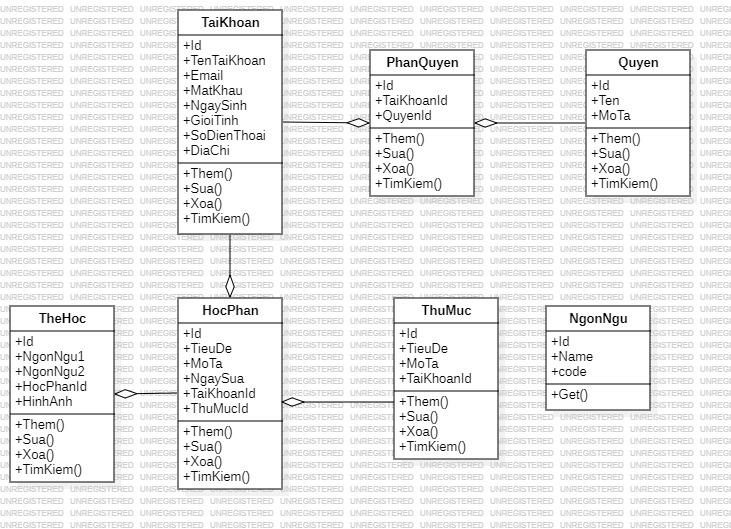 TaiKhoan
+Id
+TenTaiKhoan
+Email
+MatKhau
+NgaySinh
+GioiTinh
+SoDienThoai
+DiaChi
+Them()
+Sua()
+Xoa()
+TimKiem()
PhanQuyen
+Id
+TaiKhoanId
+QuyenId
+Them()
+Sua()
+Xoa()
+TimKiem()
Quyen
+Id
+Ten
+MoTa
+Them()
+Sua()
+Xoa()
+TimKiem()
TheHoc
+Id
+NgonNgu1
+NgonNgu2
+HocPhanId
+HinhAnh
+Them()
+Sua()
+Xoa()
+TimKiem()
HocPhan
+Id
+TieuDe
+MoTa
+NgaySua
+TaiKhoanId
+ThuMucId
+Them()
+Sua()
+Xoa()
+TimKiem()
ThuMuc
+Id
+TieuDe
+MoTa
+TaiKhoanId
+Them()
+Sua()
+Xoa()
+TimKiem()
NgonNgu
+Id
+Name
+code
+Get()
UNREGISTERED